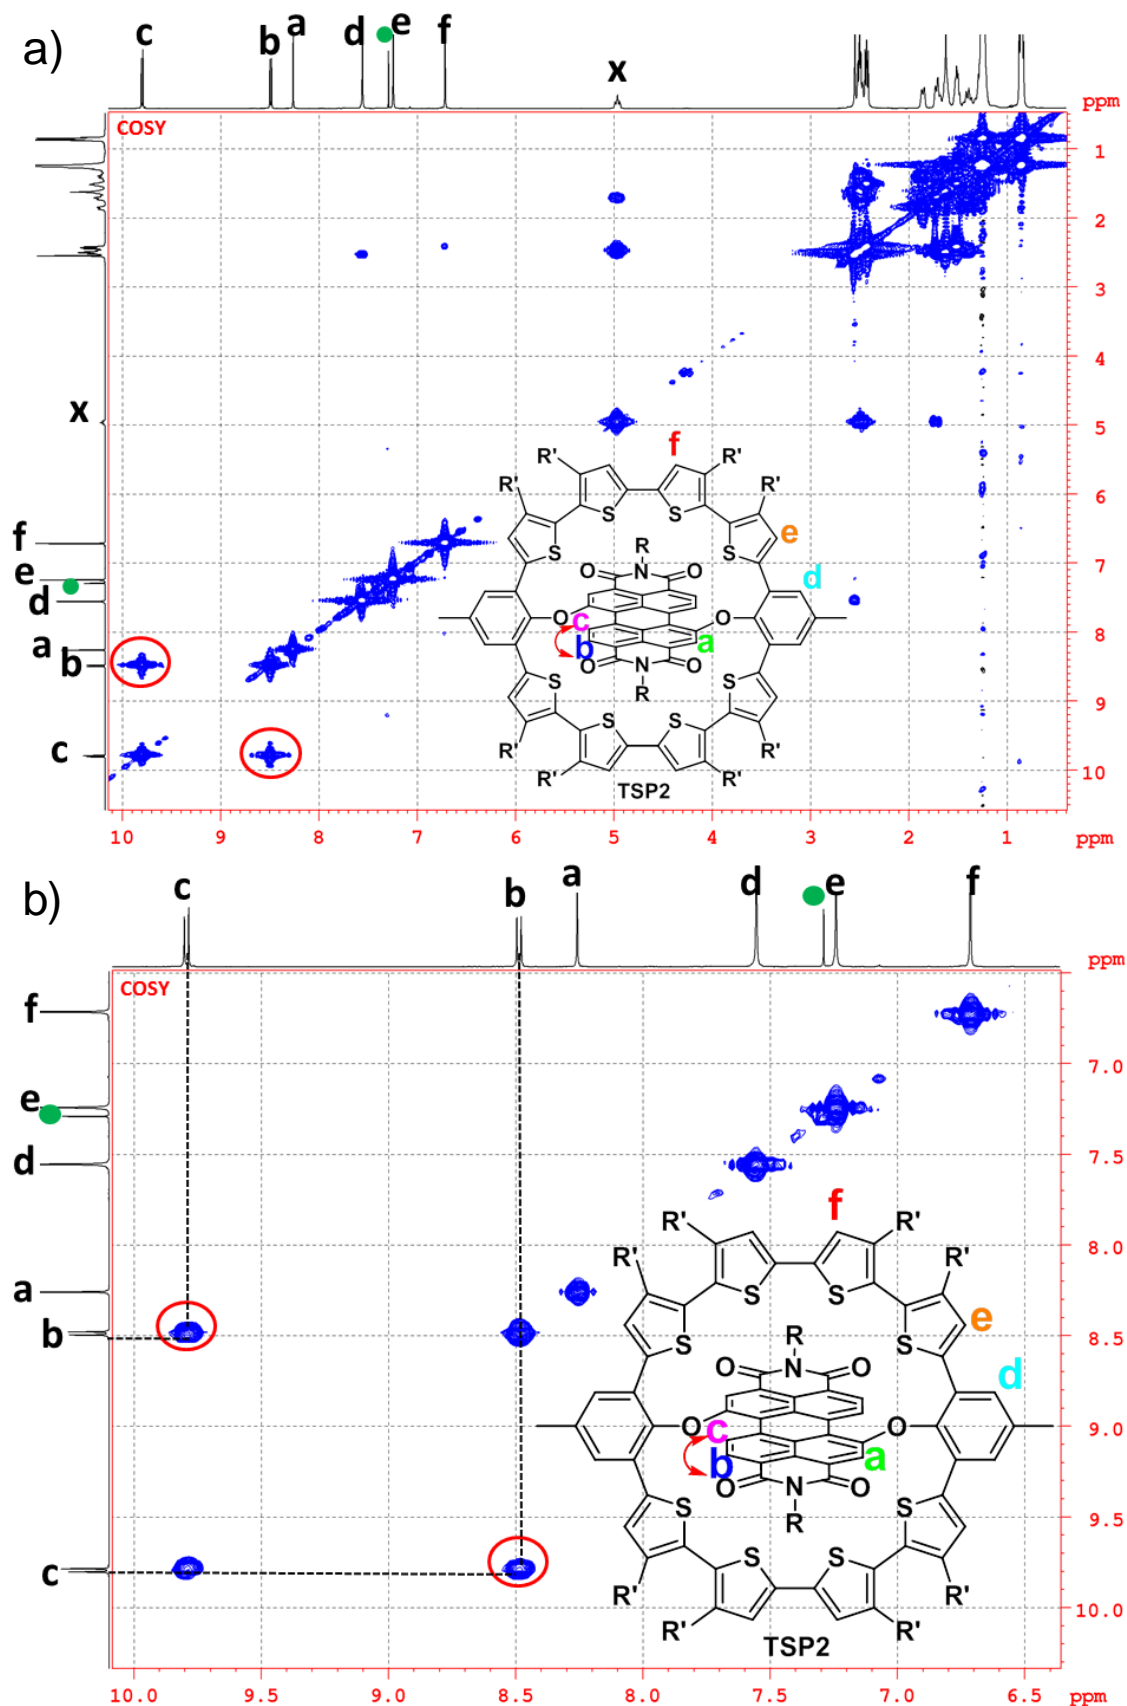 a)
c b a d e f
x
ppm
COSY
1
2
3
4
x
5
f
R' R'
R' R'
6
f
e
d
a
b
c
S S
S S
e
7
R
O N O
d
O O
c
b
a
8
O N O
R
S S
9
S S
R' R'
R' R'
TSP2
10
10 9 8 7 6 5 4 3 2 1 ppm
b)
c b a d e f
ppm
COSY
f
7.0
e
d
7.5
f
R' R'
8.0
R' R'
a
S S
e
b
S S
8.5
R
d
O N O
O O
9.0
c
b
a
O N O
R
9.5
S S
c
S S
R' R'
10.0
R' R'
TSP2
10.0 9.5 9.0 8.5 8.0 7.5 7.0 6.5 ppm